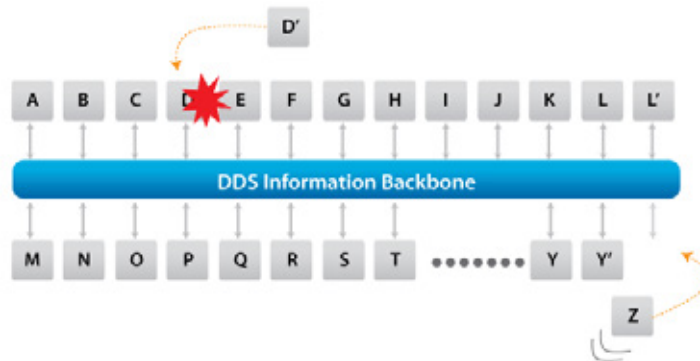 D'
A B C D E F G H I J K L L'
DDS Information Backbone
M N O P Q R S T Y Y'
Z